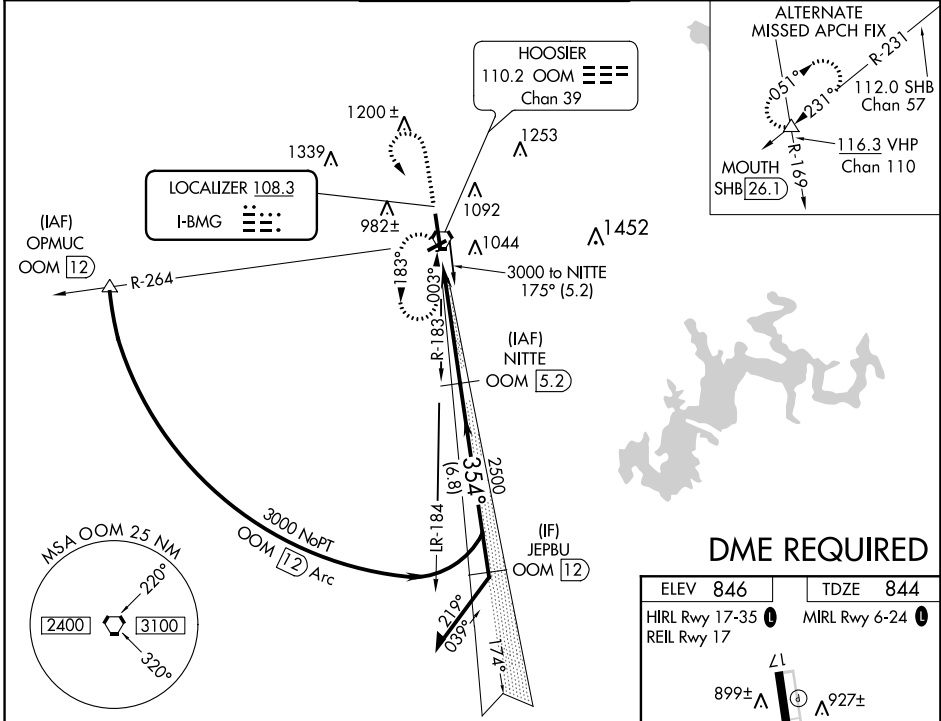 ALTERNATE
MISSED APCH FIX
R-231
051°
231°
112.0 SHB
Chan 57
116.3 VHP
Chan 110
MOUTH
SHB 26.1
R-169
HOOSIER
110.2 OOM
Chan 39
1200 ±
1253
1339
LOCALIZER 108.3
I-BMG
1092
982±
1044
1452
(IAF)
OPMUC
OOM 12
R-264
183°
003°
3000 to NITTE
175° (5.2)
R-183
(IAF)
NITTE
OOM 5.2
354°
(6.8)
2500
LR-184
3000 NoPT
OOM 12 Arc
(IF)
JEPBU
OOM 12
219°
039°
174°
MSA OOM 25 NM
220°
2400
3100
320°
DME REQUIRED
ELEV 846
TDZE 844
HIRL Rwy 17-35 L
MIRL Rwy 6-24 L
REIL Rwy 17
17
899±
P
927±